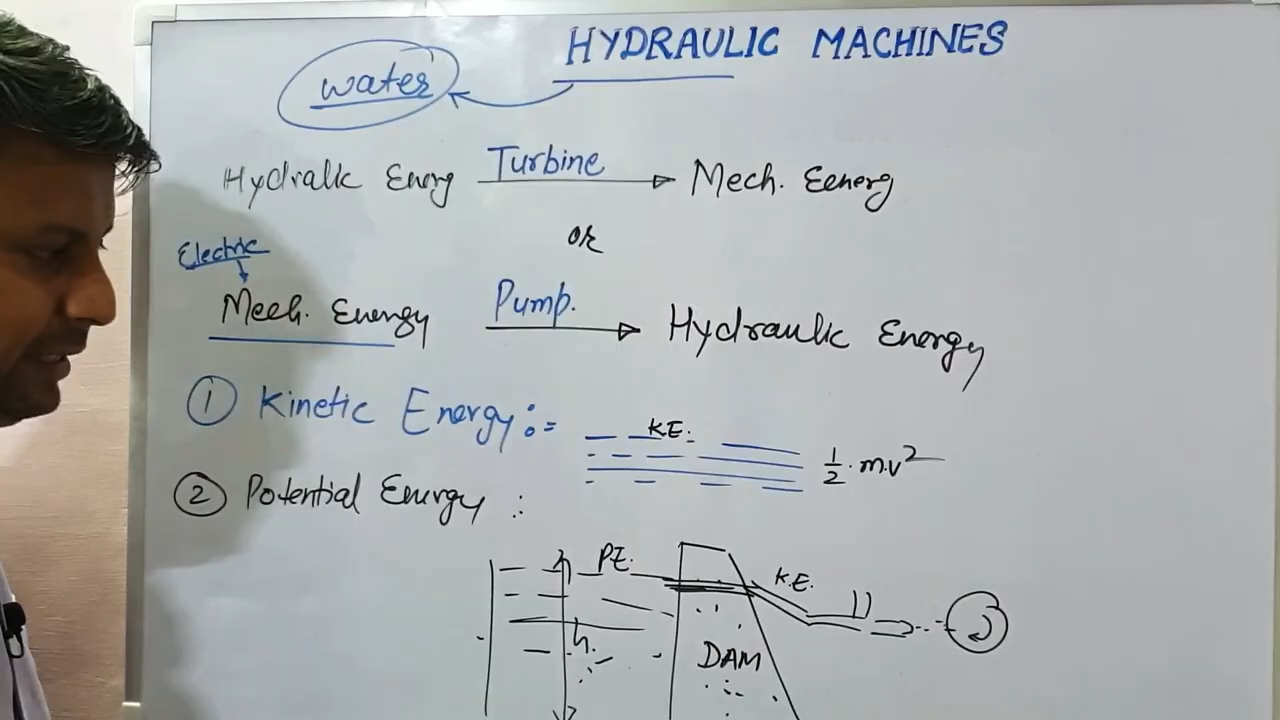 HYDRAULIC MACHINES
water
Hydralic Energ Turbine Mech. Eenerg
or
Electric
Mech. Energy Pump. Hydraulic Energy
① Kinetic Energy:= K.E. 1/2 . m.v²
② Potential Energy :
P.E. K.E.
h.
DAM